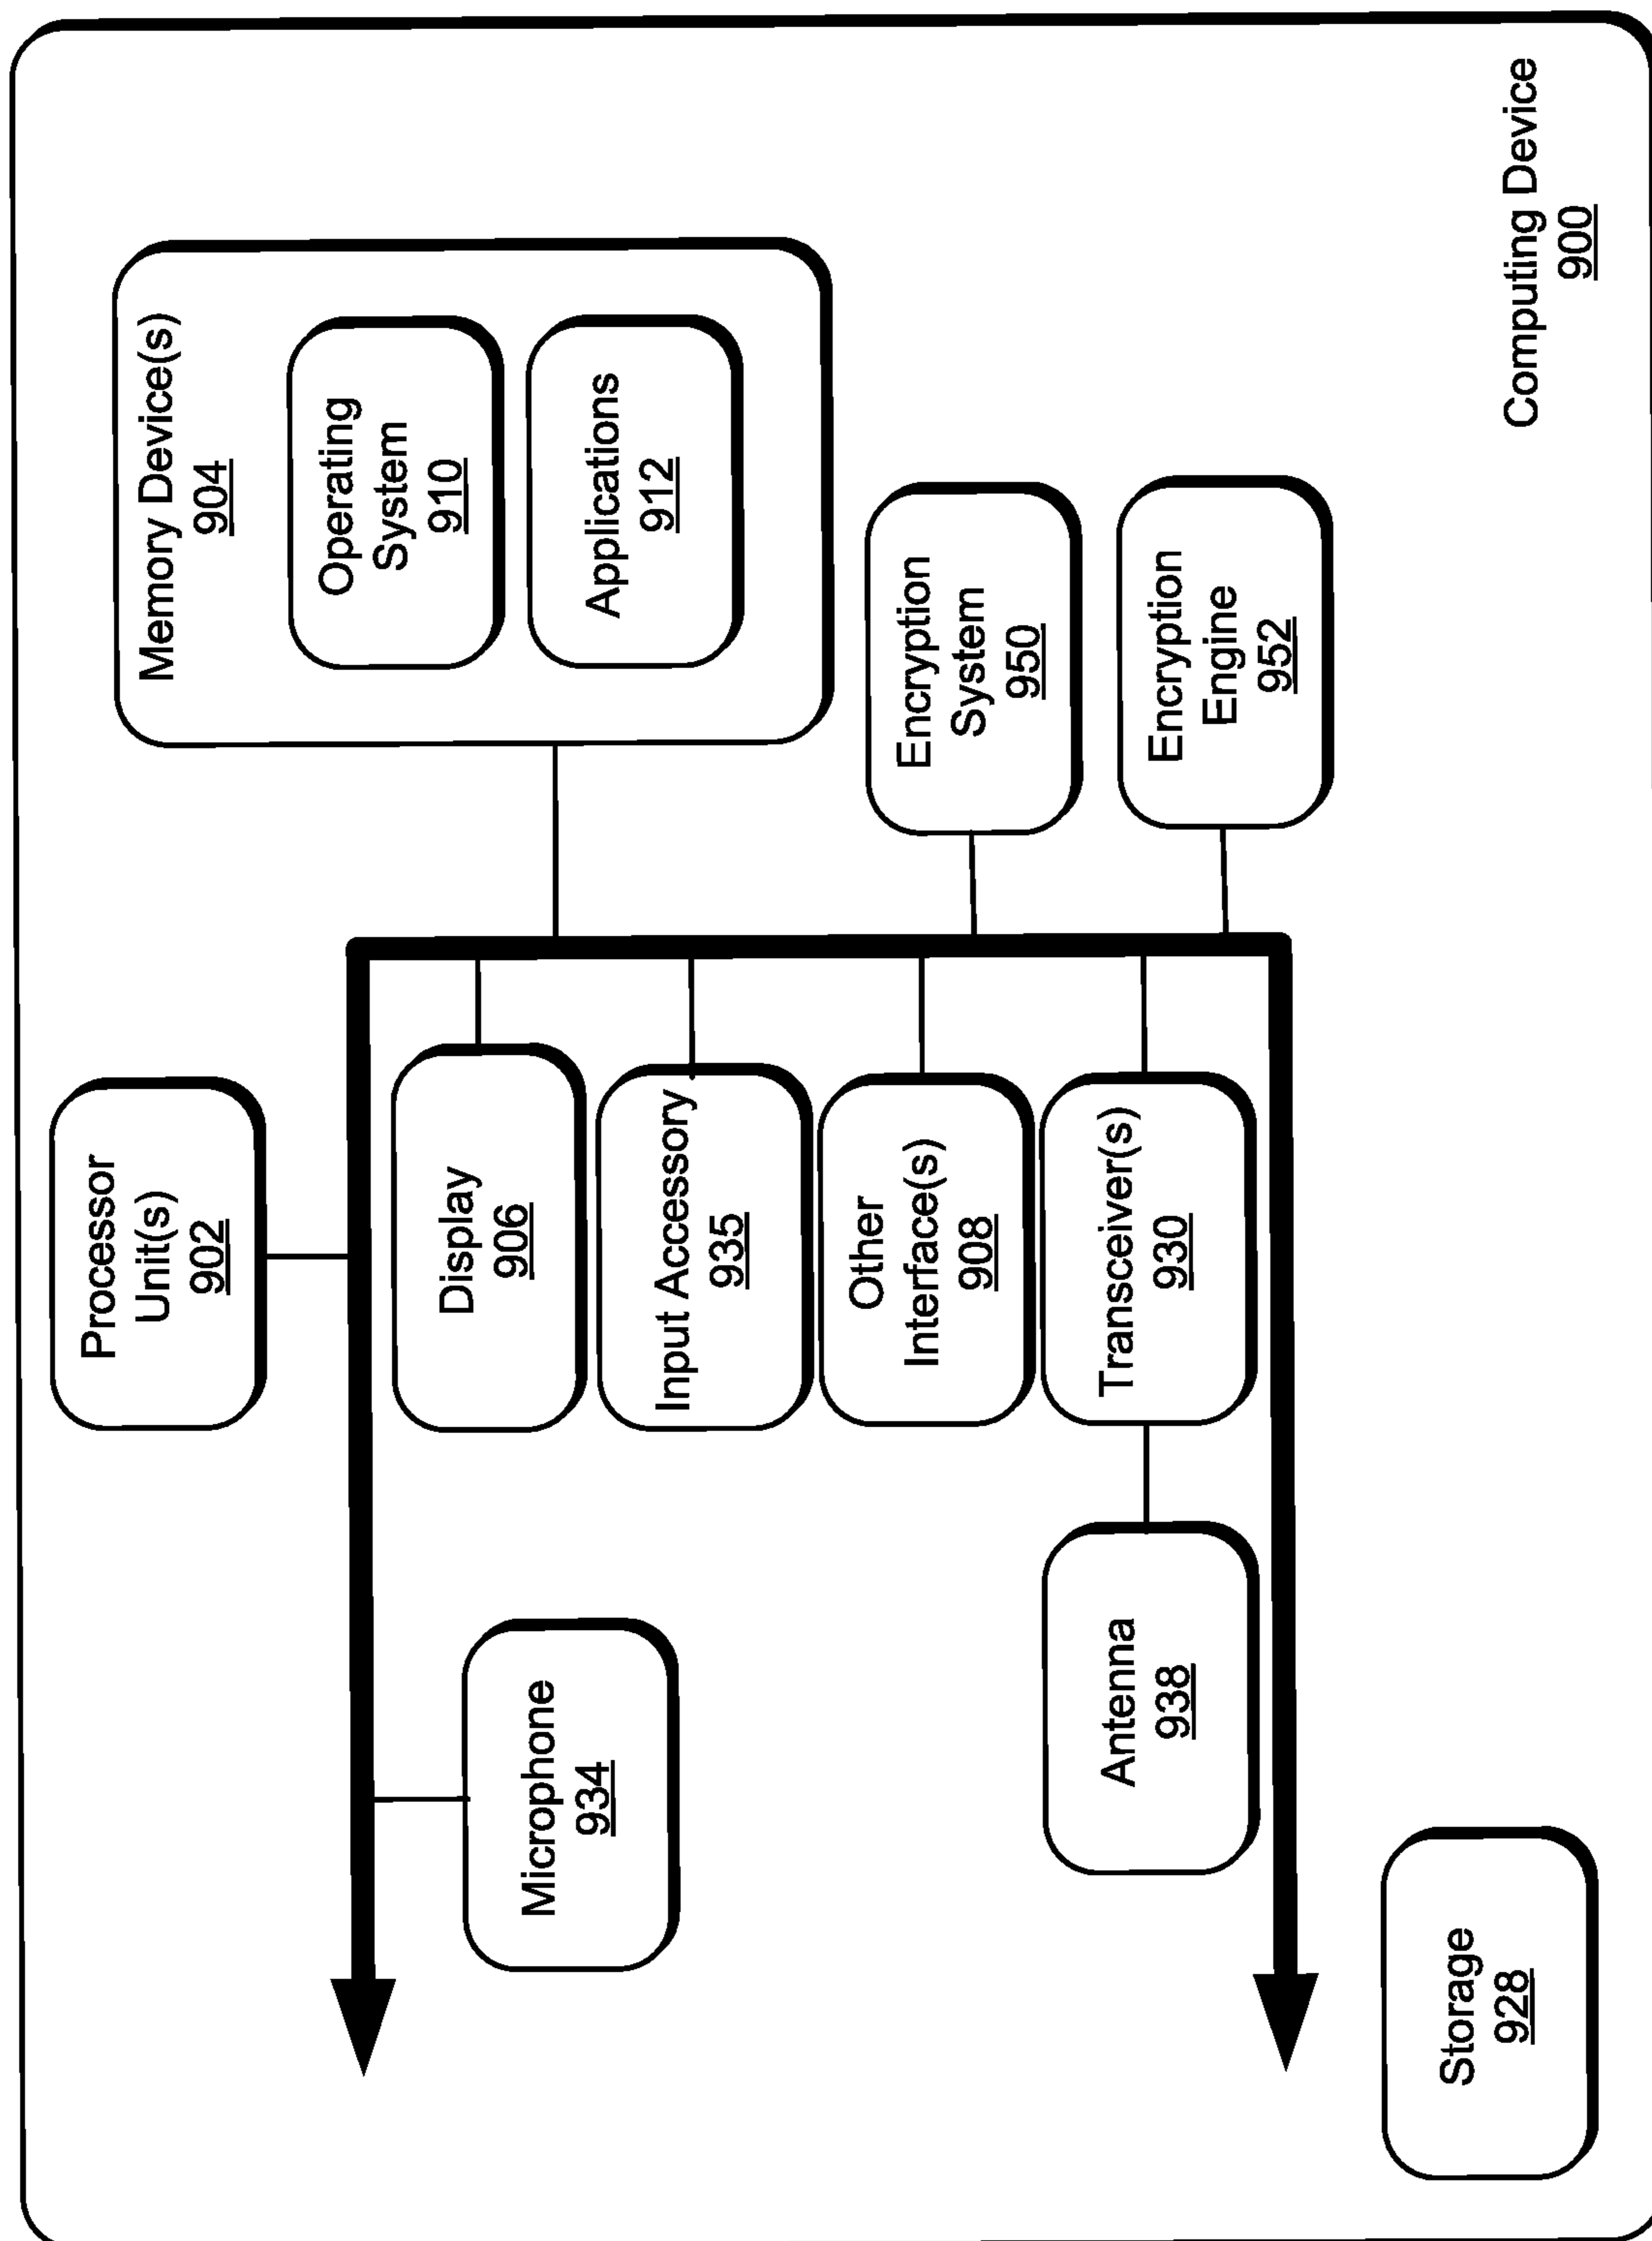 Processor
Unit(s)
902
Memory Device(s)
904
Operating
System
910
Applications
912
Display
906
Microphone
934
Input Accessory
935
Other
Interface(s)
908
Encryption
System
950
Antenna
938
Transceiver(s)
930
Encryption
Engine
952
Storage
928
Computing Device
900